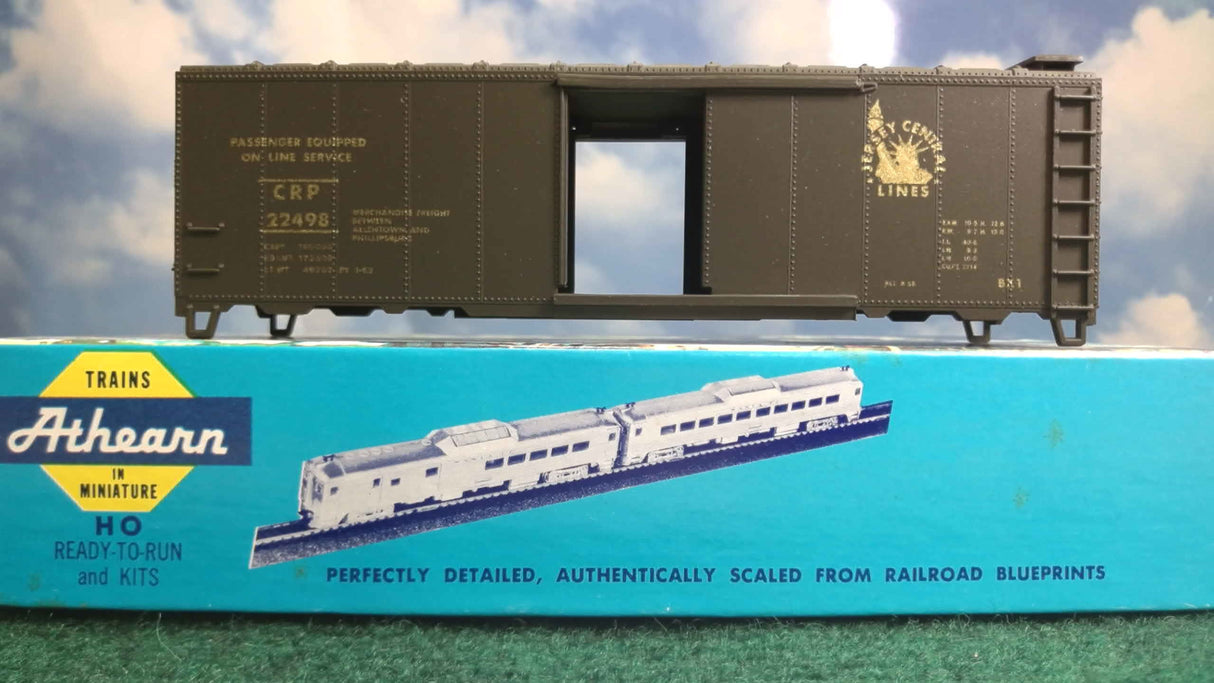 PASSENGER EQUIPPED
ON LINE SERVICE
CRP
22498
MERCHANDISE FREIGHT
BETWEEN
ALLENTOWN AND
PHILLIPSBURG
JERSEY CENTRAL
LINES
BX1
TRAINS
Athearn
IN
MINIATURE
HO
READY-TO-RUN
and KITS
PERFECTLY DETAILED, AUTHENTICALLY SCALED FROM RAILROAD BLUEPRINTS